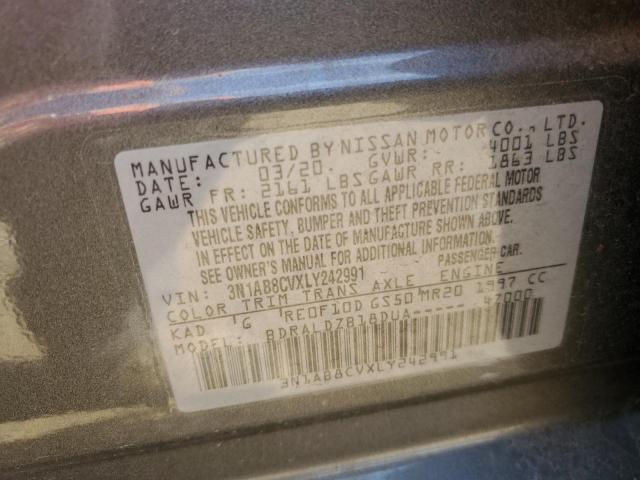 MANUFACTURED BY NISSAN MOTOR CO., LTD.
DATE: 03/20. GVWR: 4001 LBS
GAWR FR: 2161 LBS GAWR RR: 1863 LBS
THIS VEHICLE CONFORMS TO ALL APPLICABLE FEDERAL MOTOR
VEHICLE SAFETY, BUMPER AND THEFT PREVENTION STANDARDS
IN EFFECT ON THE DATE OF MANUFACTURE SHOWN ABOVE.
SEE OWNER'S MANUAL FOR ADDITIONAL INFORMATION.
VIN: 3N1AB8CVXLY242991 PASSENGER CAR.
COLOR TRIM TRANS AXLE ENGINE
KAD G RE0F10D GS50 MR20 1997 CC
MODEL: BDRALDZB18DUA----- 47000
3N1AB8CVXLY242991